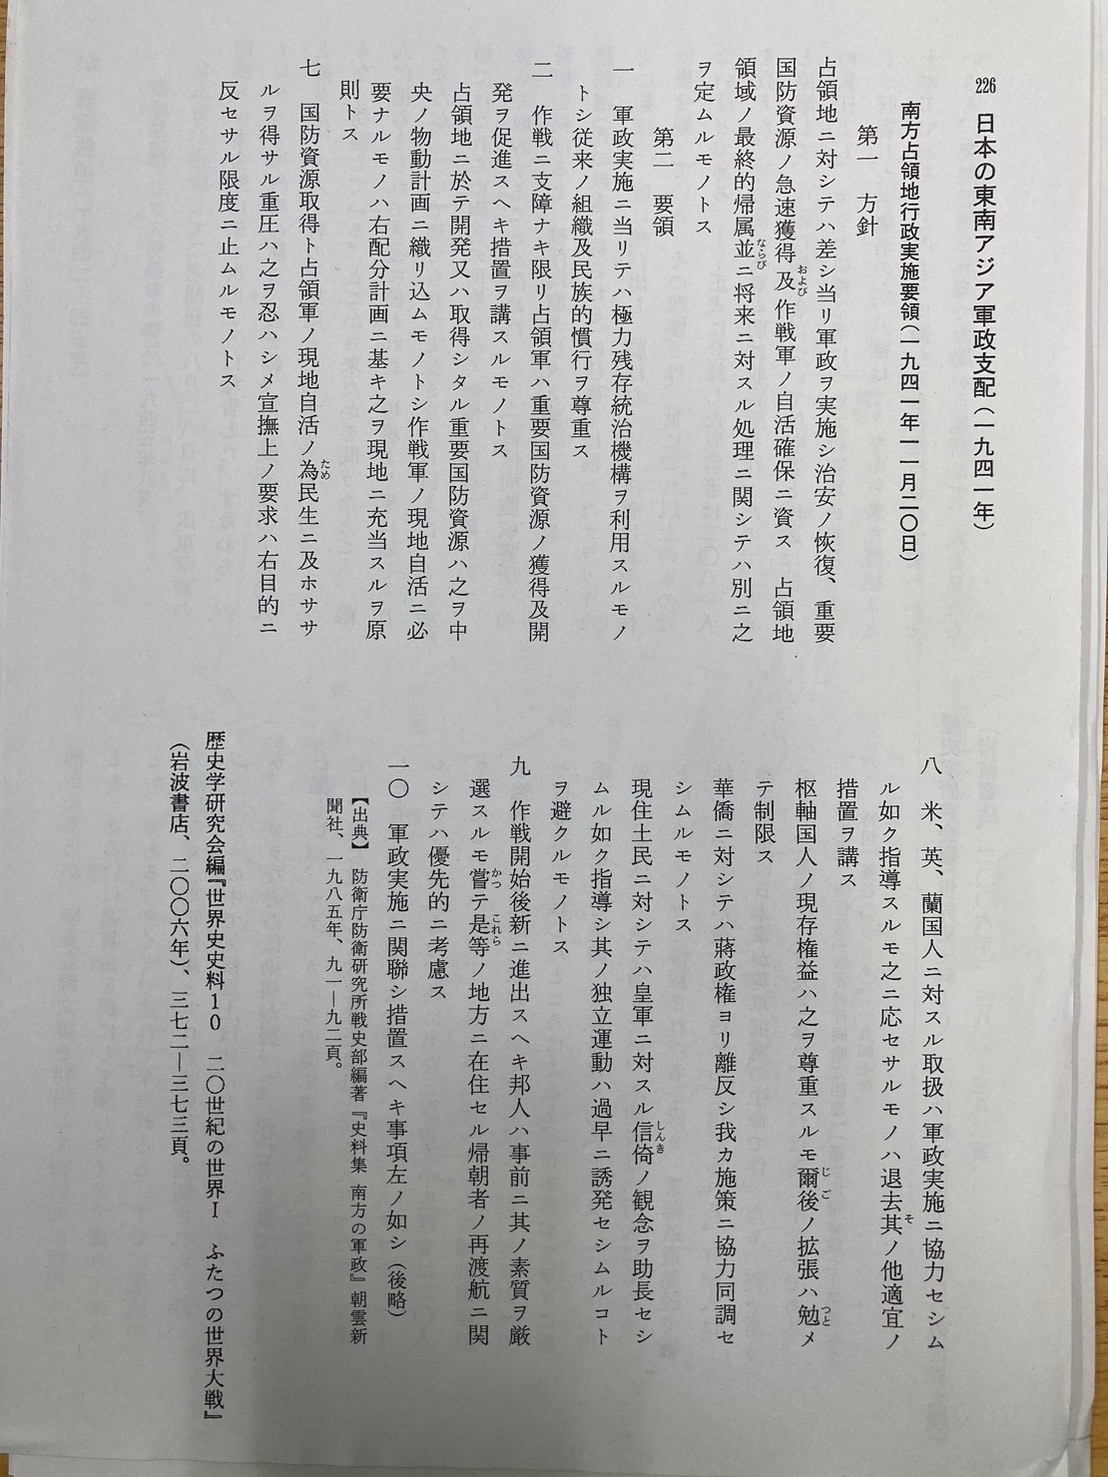 226　日本の東南アジア軍政支配（一九四一年）
南方占領地行政実施要領（一九四一年一一月二〇日）
第一　方針
占領地ニ対シテハ差シ当リ軍政ヲ実施シ治安ノ恢復、重要
国防資源ノ急速獲得及作戦軍ノ自活確保ニ資ス　占領地
領域ノ最終的帰属並ニ将来ニ対スル処理ニ関シテハ別ニ之
ヲ定ムルモノトス
第二　要領
一　軍政実施ニ当リテハ極力残存統治機構ヲ利用スルモノ
トシ従来ノ組織及民族的慣行ヲ尊重ス
二　作戦ニ支障ナキ限リ占領軍ハ重要国防資源ノ獲得及開
発ヲ促進スヘキ措置ヲ講スルモノトス
占領地ニ於テ開発又ハ取得シタル重要国防資源ハ之ヲ中
央ノ物動計画ニ織リ込ムモノトシ作戦軍ノ現地自活ニ必
要ナルモノハ右配分計画ニ基キ之ヲ現地ニ充当スルヲ原
則トス
七　国防資源取得ト占領軍ノ現地自活ノ為民生ニ及ホササ
ルヲ得サル重圧ハ之ヲ忍ハシメ宣撫上ノ要求ハ右目的ニ
反セサル限度ニ止ムルモノトス
八　米、英、蘭国人ニ対スル取扱ハ軍政実施ニ協力セシム
ル如ク指導スルモ之ニ応セサルモノハ退去其ノ他適宜ノ
措置ヲ講ス
枢軸国人ノ現存権益ハ之ヲ尊重スルモ爾後ノ拡張ハ勉メ
テ制限ス
華僑ニ対シテハ蔣政権ヨリ離反シ我カ施策ニ協力同調セ
シムルモノトス
現住土民ニ対シテハ皇軍ニ対スル信倚ノ観念ヲ助長セシ
ムル如ク指導シ其ノ独立運動ハ過早ニ誘発セシムルコト
ヲ避クルモノトス
九　作戦開始後新ニ進出スヘキ邦人ハ事前ニ其ノ素質ヲ厳
選スルモ嘗テ是等ノ地方ニ在住セル帰朝者ノ再渡航ニ関
シテハ優先的ニ考慮ス
一〇　軍政実施ニ関聯シ措置スヘキ事項左ノ如シ（後略）
【出典】　防衛庁防衛研究所戦史部編著『史料集 南方の軍政』朝雲新
聞社、一九八五年、九一―九二頁。
歴史学研究会編『世界史史料10　二〇世紀の世界Ⅰ　ふたつの世界大戦』
（岩波書店、二〇〇六年）、三七二―三七三頁。